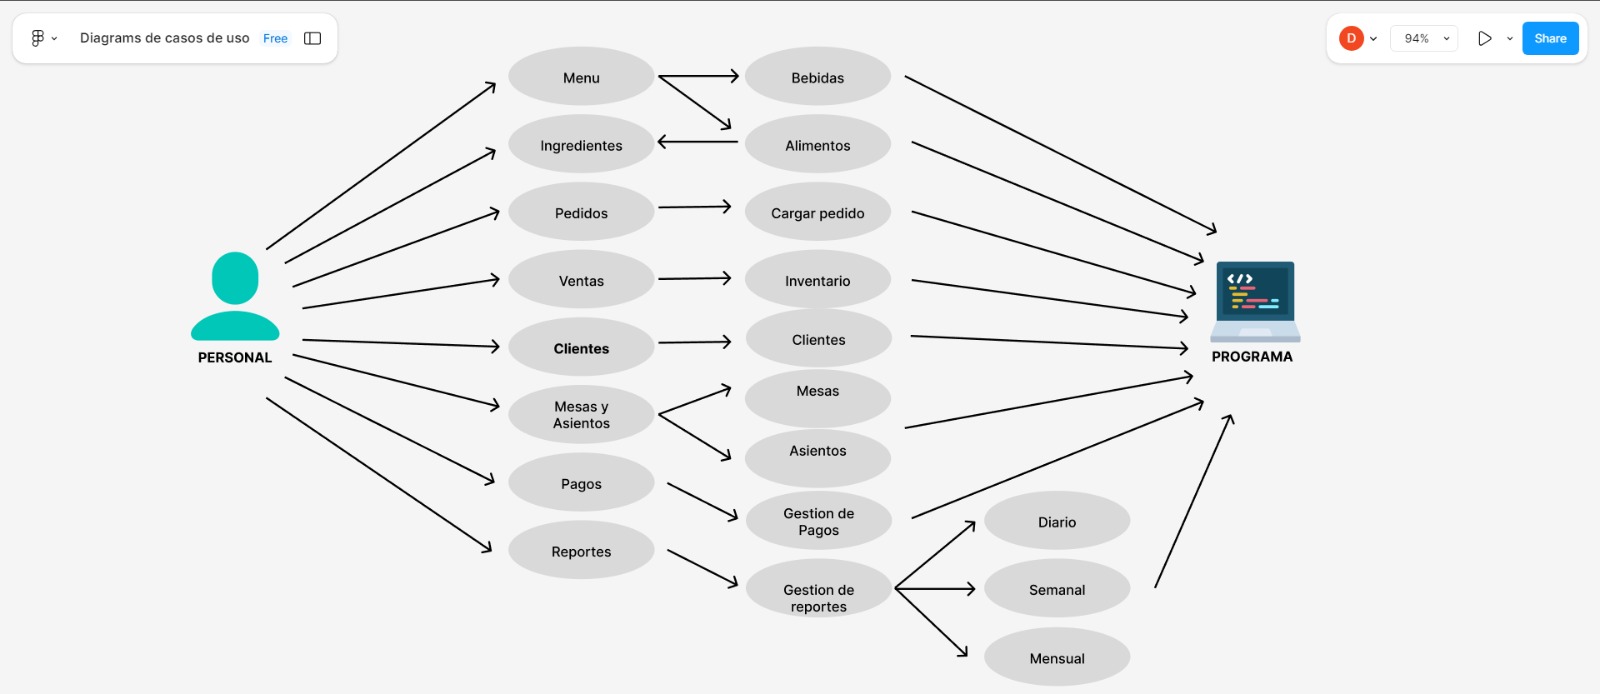 Diagrams de casos de uso Free
D 94% Share
Menu
Bebidas
Ingredientes
Alimentos
Pedidos
Cargar pedido
Ventas
Inventario
Clientes
Clientes
PERSONAL
PROGRAMA
Mesas y
Asientos
Mesas
Asientos
Pagos
Gestion de
Pagos
Diario
Reportes
Gestion de
reportes
Semanal
Mensual